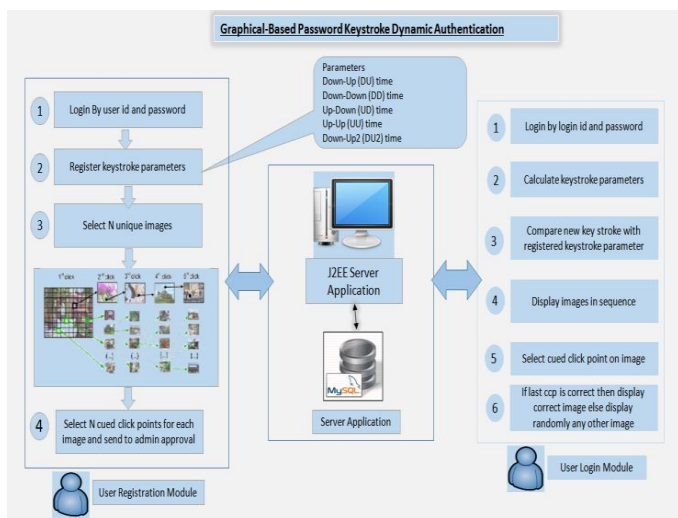 Graphical-Based Password Keystroke Dynamic Authentication
Parameters
Down-Up (DU) time
Down-Down (DD) time
Up-Down (UD) time
Up-Up (UU) time
Down-Up2 (DU2) time
1
Login By user id and password
2
Register keystroke parameters
3
Select N unique images
1st click
2nd click
3rd click
4th click
5th click
(...)
(...)
(...)
(...)
4
Select N cued click points for each
image and send to admin approval
User Registration Module
J2EE Server
Application
MySQL
Server Application
1
Login by login id and password
2
Calculate keystroke parameters
3
Compare new key stroke with
registered keystroke parameter
4
Display images in sequence
5
Select cued click point on image
6
If last ccp is correct then display
correct image else display
randomly any other image
User Login Module